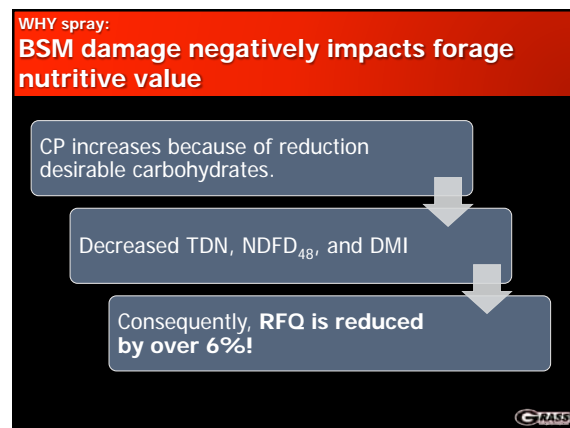 WHY spray:
BSM damage negatively impacts forage
nutritive value
CP increases because of reduction
desirable carbohydrates.
Decreased TDN, NDFD₄₈, and DMI
Consequently, RFQ is reduced
by over 6%!
GRASS